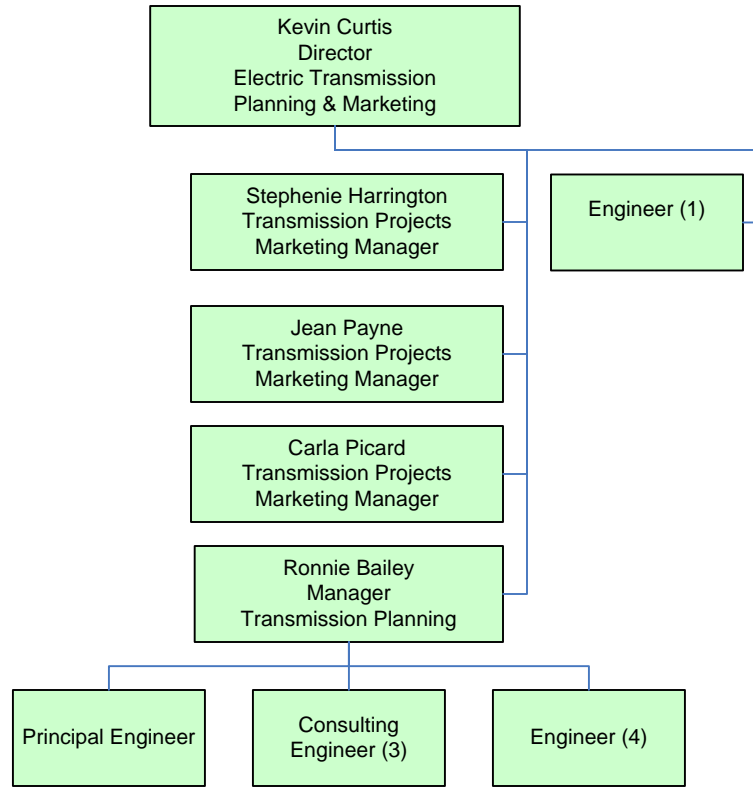 Kevin Curtis
Director
Electric Transmission
Planning & Marketing
Stephenie Harrington
Transmission Projects
Marketing Manager
Engineer (1)
Jean Payne
Transmission Projects
Marketing Manager
Carla Picard
Transmission Projects
Marketing Manager
Ronnie Bailey
Manager
Transmission Planning
Principal Engineer
Consulting
Engineer (3)
Engineer (4)